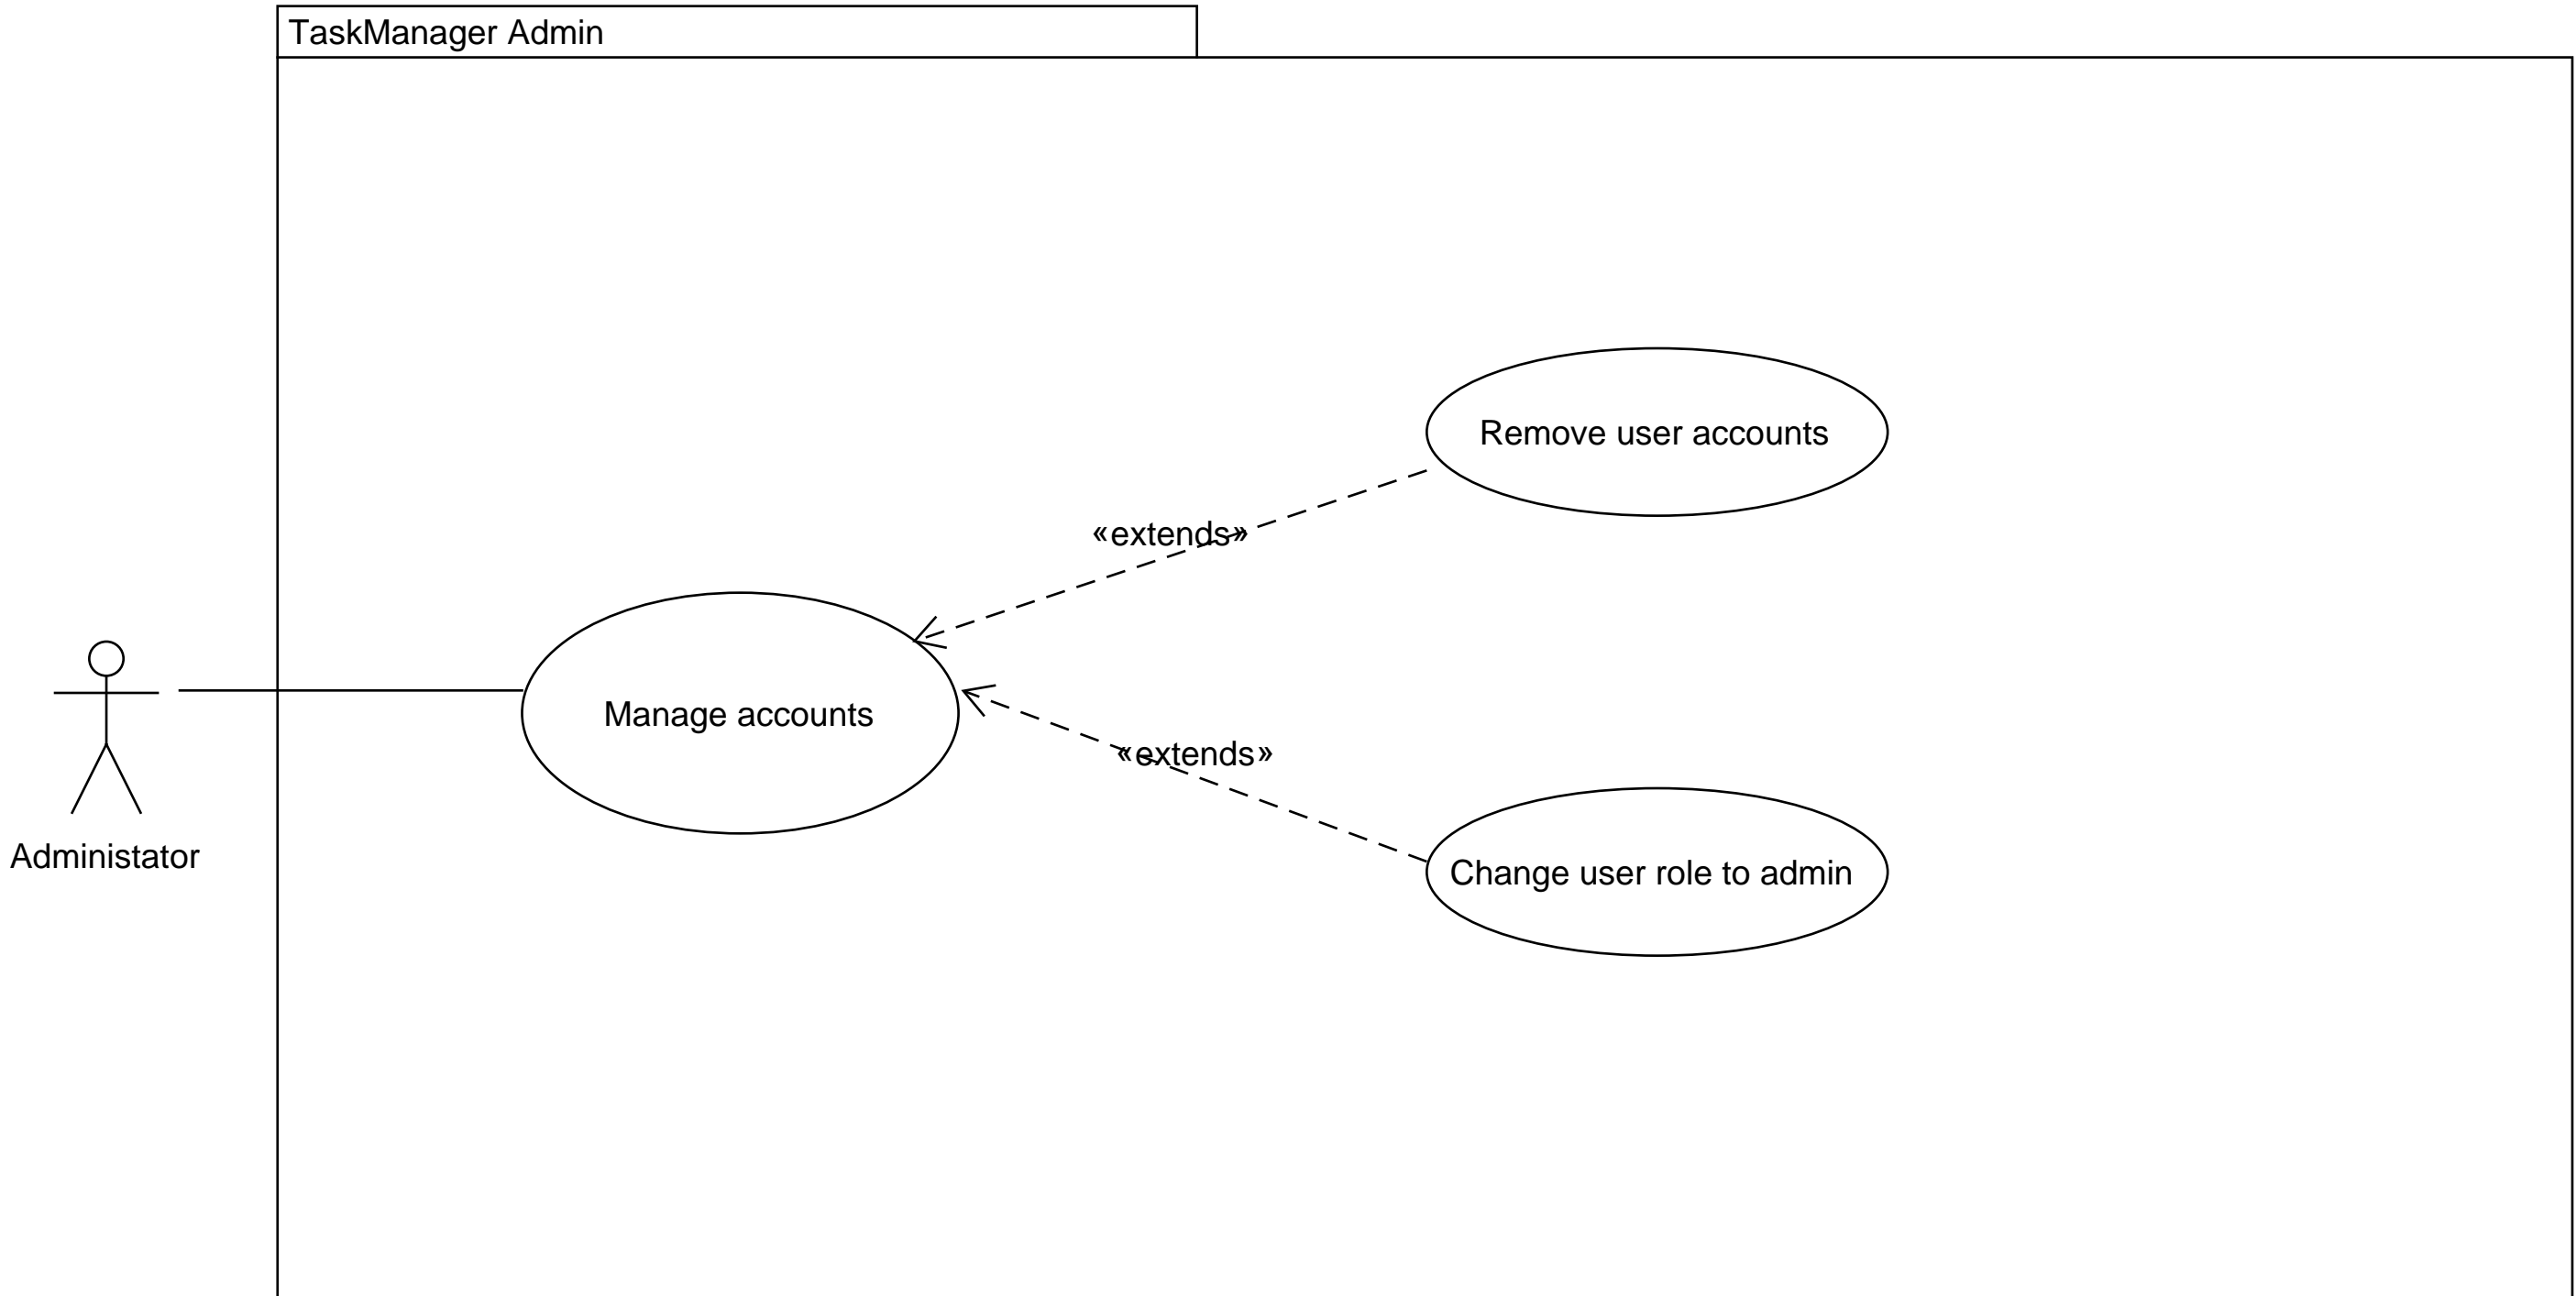 TaskManager Admin
Remove user accounts
«extends»
Manage accounts
«extends»
Administator
Change user role to admin